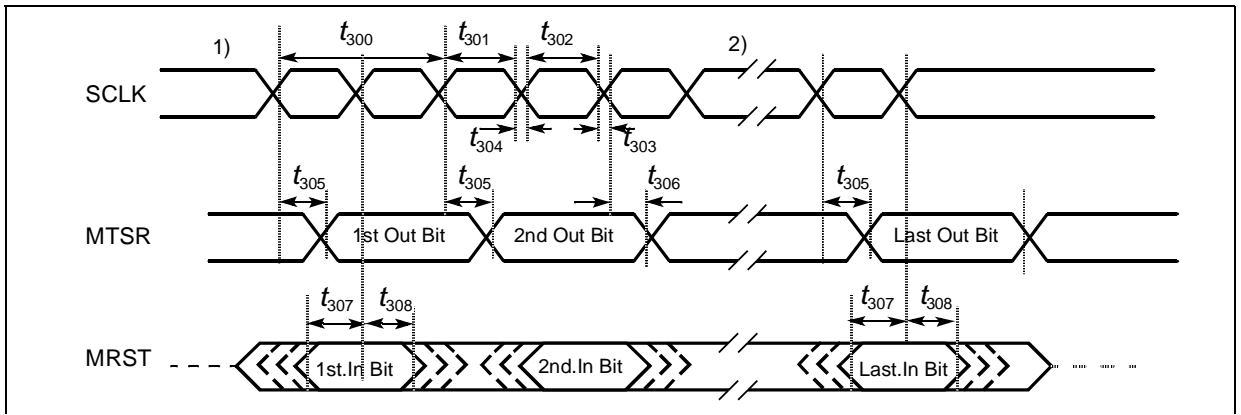 1) t300 t301 t302 2)
SCLK
t304 t303
t305 t305 t306 t305
MTSR 1st Out Bit 2nd Out Bit Last Out Bit
t307 t308 t307 t308
MRST 1st.In Bit 2nd.In Bit Last.In Bit